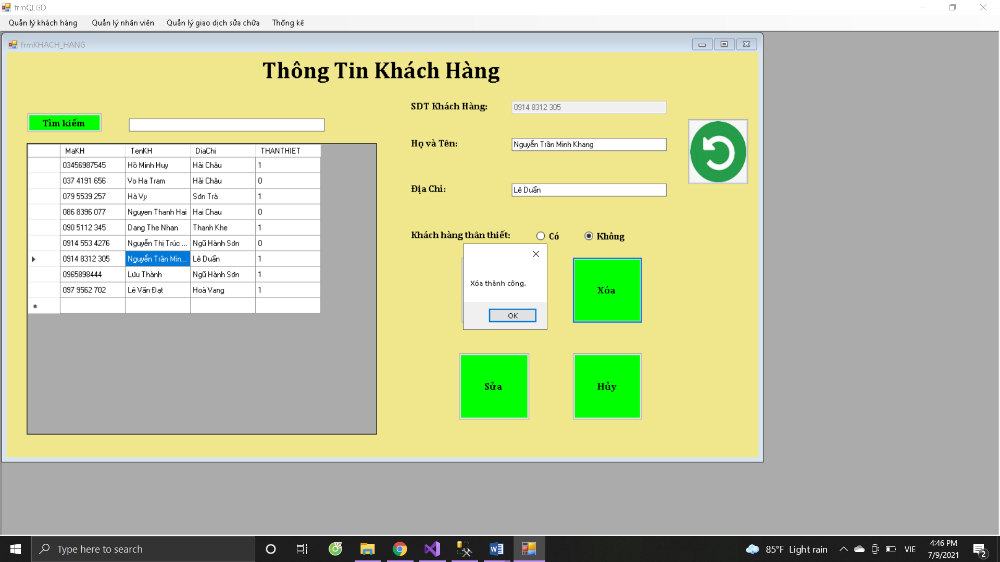 frmQLGD
Quản lý khách hàng Quản lý nhân viên Quản lý giao dịch sửa chữa Thống kê
frmKHACH_HANG
Thông Tin Khách Hàng
Tìm kiếm
MaKH TenKH DiaChi THANTHIET
03456987545 Hồ Minh Huy Hải Châu 1
037 4191 656 Vo Ha Tram Hải Châu 0
079 5539 257 Hà Vy Sơn Trà 1
086 8396 077 Nguyen Thanh Hai Hai Chau 0
090 5112 345 Dang The Nhan Thanh Khe 1
0914 553 4276 Nguyễn Thị Trúc ... Ngũ Hành Sơn 0
0914 8312 305 Nguyễn Trần Min... Lê Duẩn 1
0965898444 Lưu Thành Ngũ Hành Sơn 1
097 9562 702 Lê Văn Đạt Hoà Vang 1
SDT Khách Hàng: 0914 8312 305
Họ và Tên: Nguyễn Trần Minh Khang
Địa Chỉ: Lê Duẩn
Khách hàng thân thiết: Có Không
Xóa thành công.
OK
Xóa
Sửa
Hủy
Type here to search
85°F Light rain
VIE
4:46 PM
7/9/2021
2